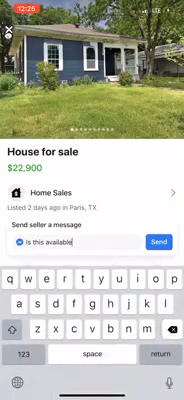 12:25
LTE
House for sale
$22,900
Home Sales
Listed 2 days ago in Paris, TX
Send seller a message
Is this available
Send
q w e r t y u i o p
a s d f g h j k l
z x c v b n m
123 space return